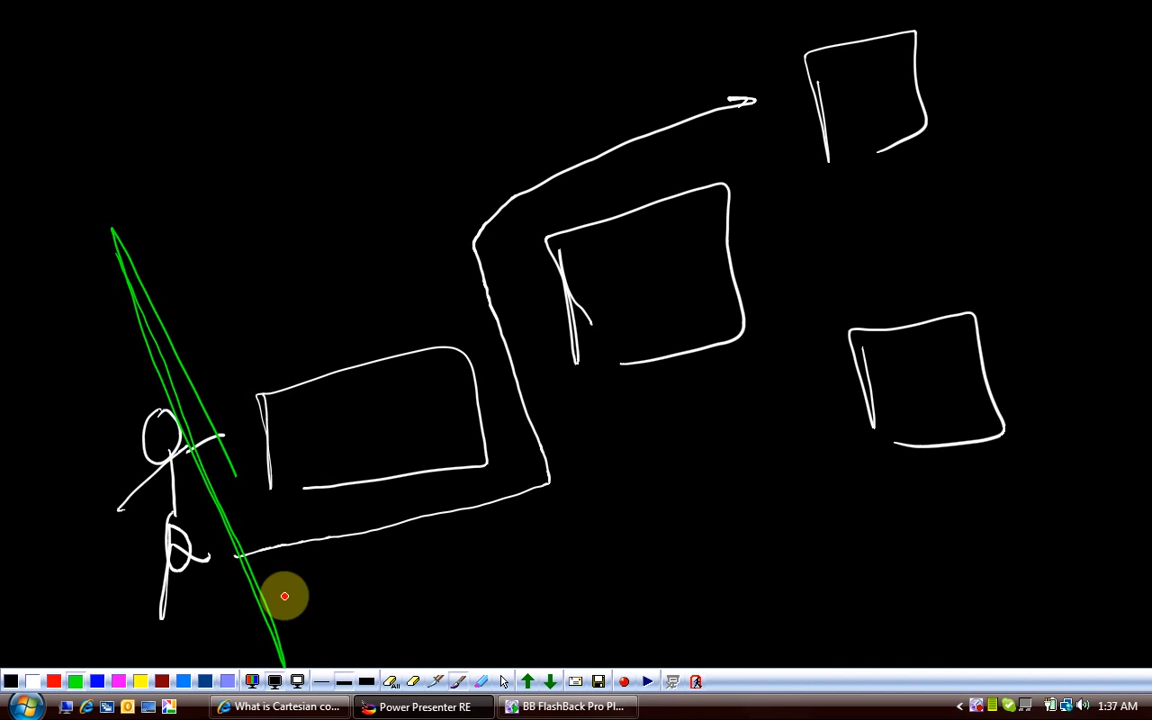 What is Cartesian co...
Power Presenter RE
BB FlashBack Pro Pl...
1:37 AM